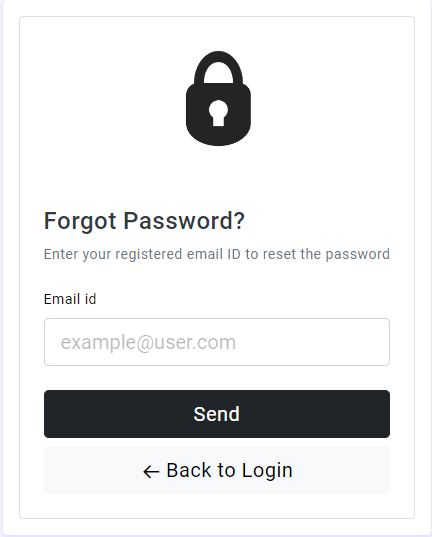 Forgot Password?
Enter your registered email ID to reset the password
Email id
example@user.com
Send
← Back to Login